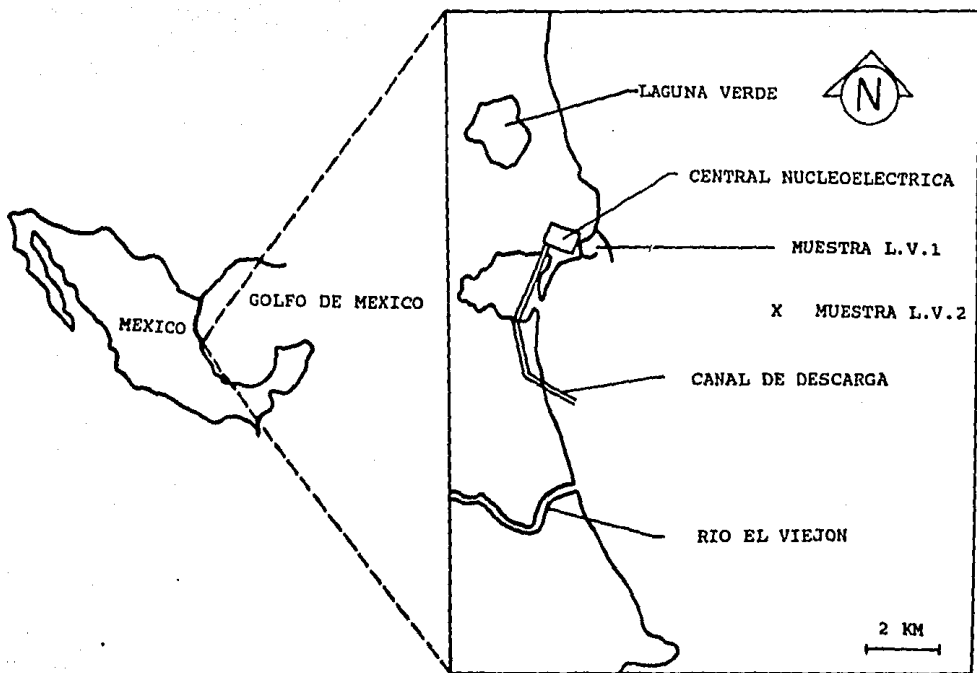 LAGUNA VERDE
N
CENTRAL NUCLEOELECTRICA
MUESTRA L.V.1
GOLFO DE MEXICO
MEXICO
X MUESTRA L.V.2
CANAL DE DESCARGA
RIO EL VIEJON
2 KM